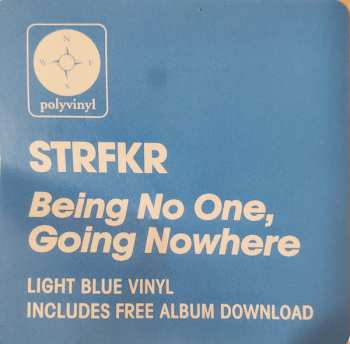 N
W E
S
polyvinyl
STRFKR
Being No One,
Going Nowhere
LIGHT BLUE VINYL
INCLUDES FREE ALBUM DOWNLOAD